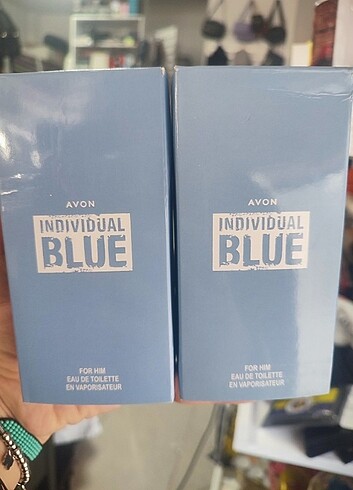 AVON
INDIVIDUAL
BLUE
FOR HIM
EAU DE TOILETTE
EN VAPORISATEUR
AVON
INDIVIDUAL
BLUE
FOR HIM
EAU DE TOILETTE
EN VAPORISATEUR